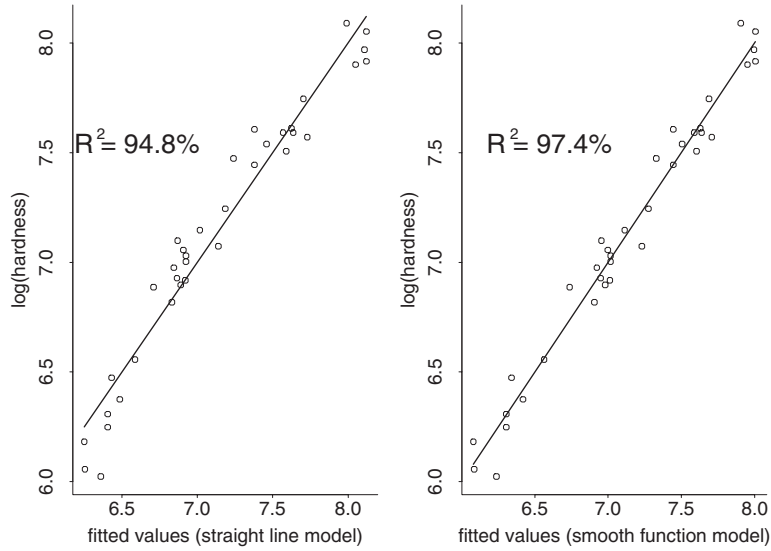 log(hardness)
8.0
7.5
7.0
6.5
6.0
R² = 94.8%
6.5 7.0 7.5 8.0
fitted values (straight line model)
log(hardness)
8.0
7.5
7.0
6.5
6.0
R² = 97.4%
6.5 7.0 7.5 8.0
fitted values (smooth function model)